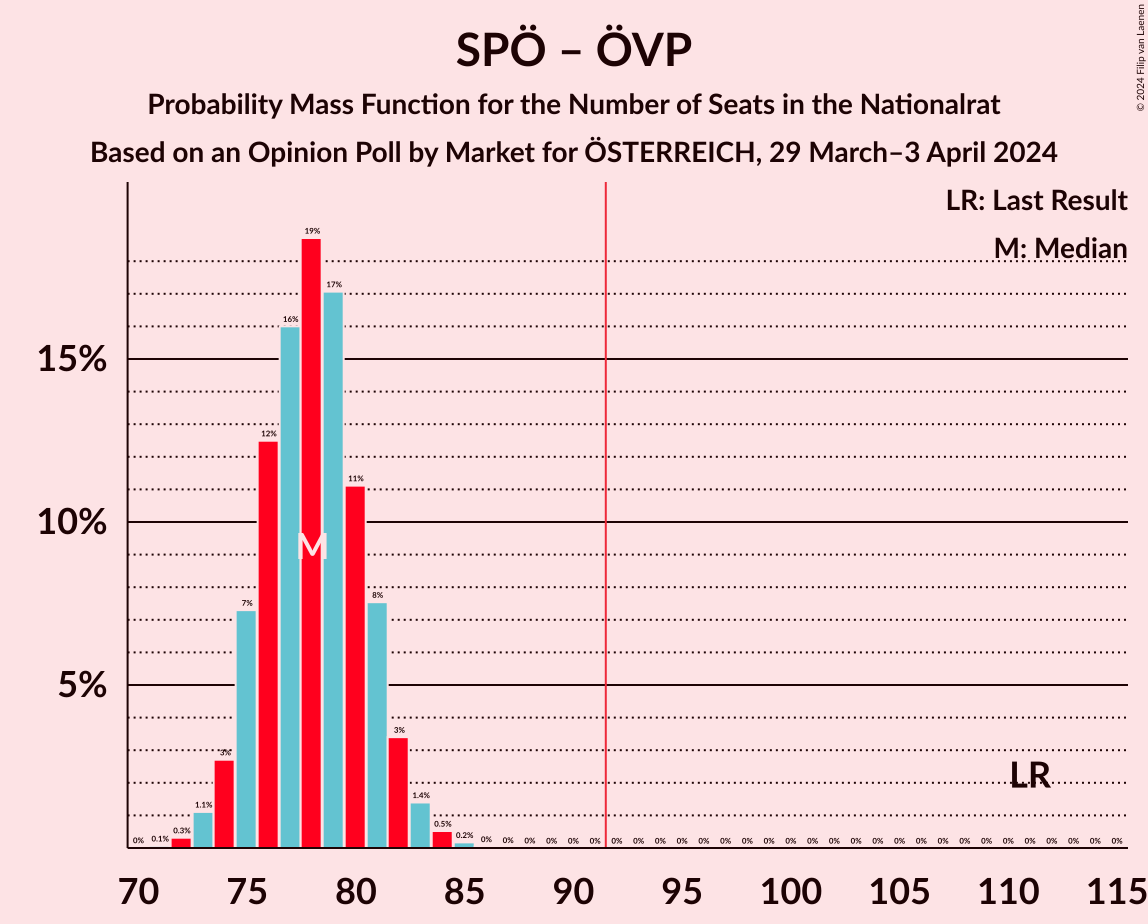 SPÖ – ÖVP
Probability Mass Function for the Number of Seats in the Nationalrat
Based on an Opinion Poll by Market for ÖSTERREICH, 29 March–3 April 2024
© 2024 Filip van Laenen
LR: Last Result
M: Median
15%
10%
5%
0% 0.1% 0.3% 1.1% 3% 7% 12% 16% 19% 17% 11% 8% 3% 1.4% 0.5% 0.2% 0% 0% 0% 0% 0% 0% 0% 0% 0% 0% 0% 0% 0% 0% 0% 0% 0% 0% 0% 0% 0% 0% 0% 0% 0% 0% 0% 0% 0% 0%
M
LR
70 75 80 85 90 95 100 105 110 115